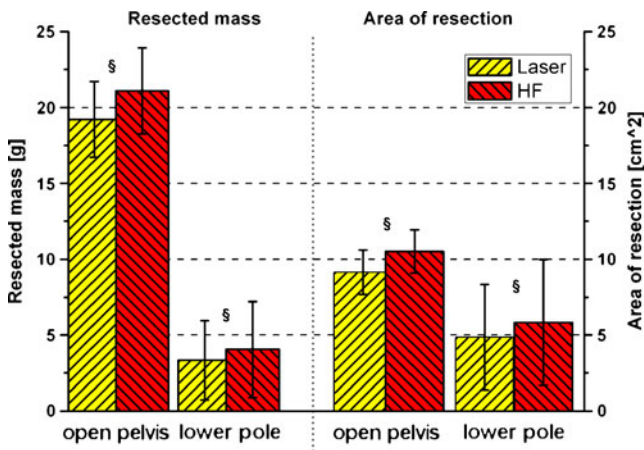 Resected mass
Area of resection
Resected mass [g]
25
20
15
10
5
0
§
§
§
§
Laser
HF
25
20
15
10
5
0
Area of resection [cm^2]
open pelvis lower pole
open pelvis lower pole